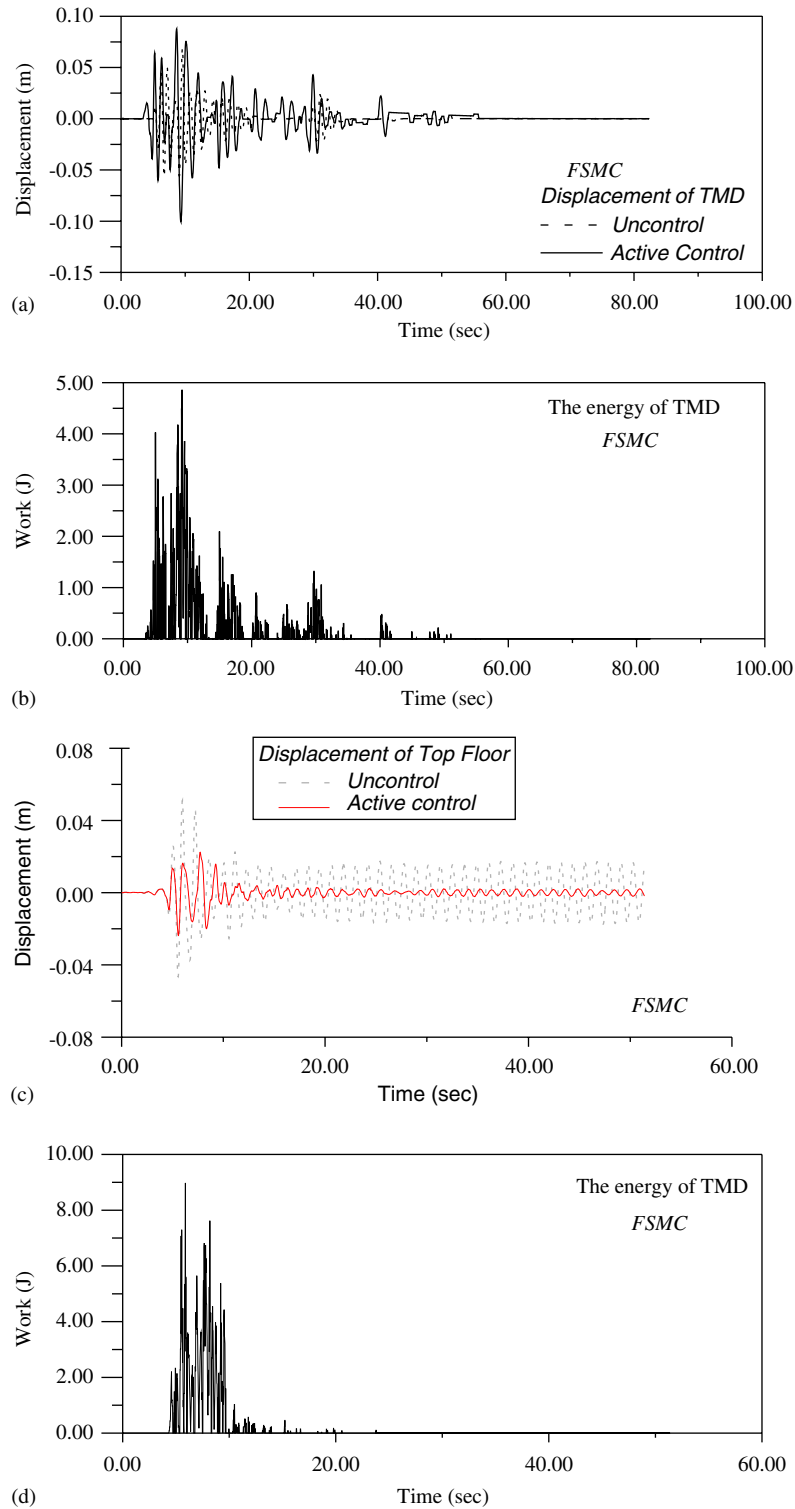 0.10
0.05
0.00
-0.05
-0.10
-0.15
Displacement (m)
FSMC
Displacement of TMD
Uncontrol
Active Control
0.00 20.00 40.00 60.00 80.00 100.00
(a)
Time (sec)
5.00
4.00
3.00
2.00
1.00
0.00
Work (J)
The energy of TMD
FSMC
0.00 20.00 40.00 60.00 80.00 100.00
(b)
Time (sec)
0.08
0.04
0.00
-0.04
-0.08
Displacement (m)
Displacement of Top Floor
Uncontrol
Active control
FSMC
0.00 20.00 40.00 60.00
(c)
Time (sec)
10.00
8.00
6.00
4.00
2.00
0.00
Work (J)
The energy of TMD
FSMC
0.00 20.00 40.00 60.00
(d)
Time (sec)